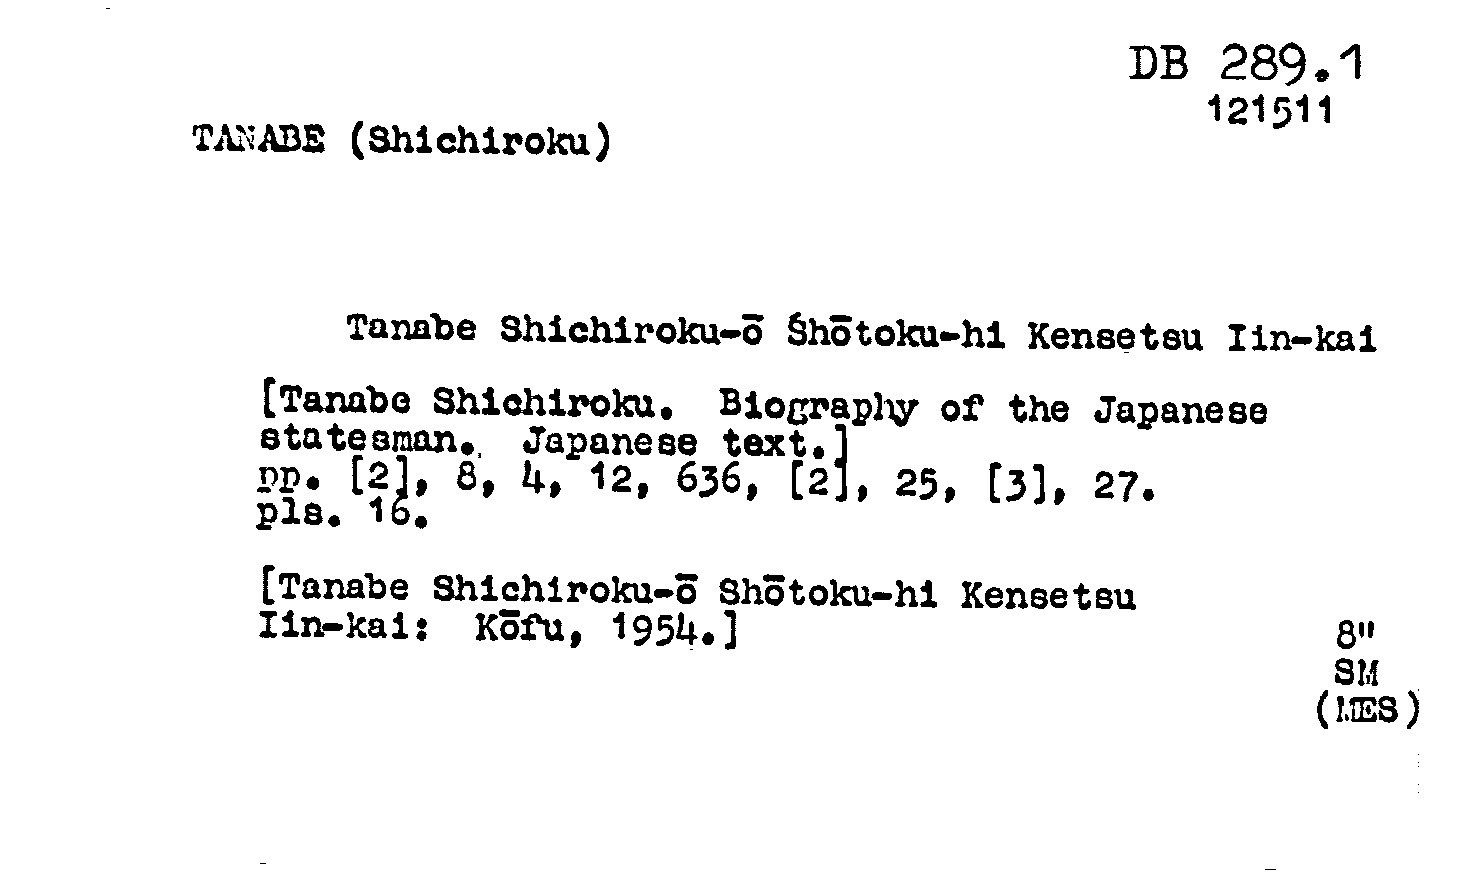 DB 289.1
121511
TANABE (Shichiroku)
Tanabe Shichiroku-ō Shōtoku-hi Kensetsu Iin-kai
[Tanabe Shichiroku. Biography of the Japanese
statesman. Japanese text.]
pp. [2], 8, 4, 12, 636, [2], 25, [3], 27.
pls. 16.
[Tanabe Shichiroku-ō Shōtoku-hi Kensetsu
Iin-kai: Kōfu, 1954.]
8"
SM
(MES)